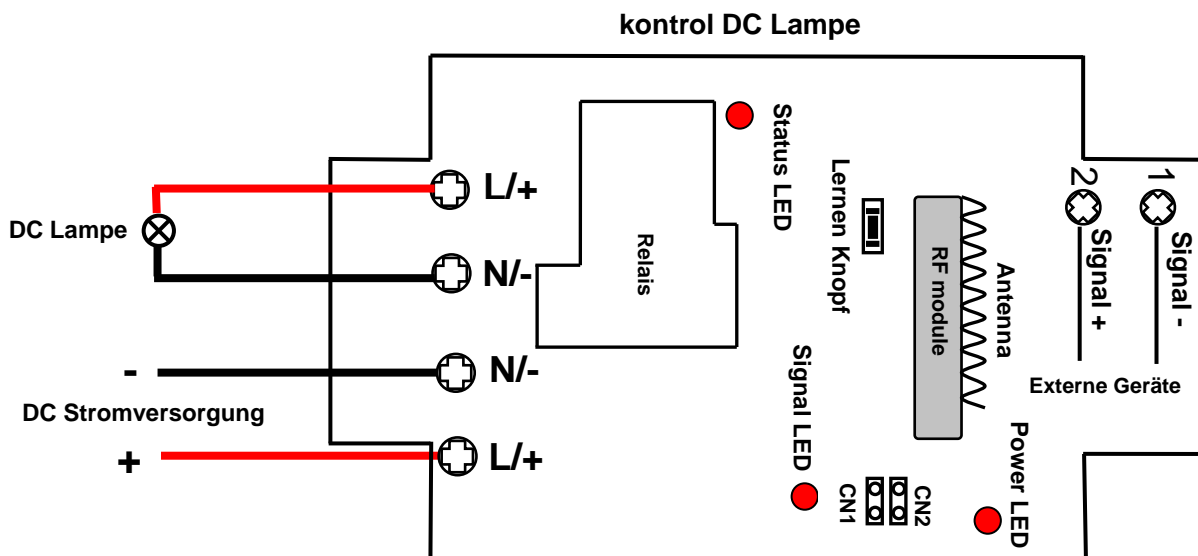 kontrol DC Lampe
DC Lampe
L/+
N/-
-
N/-
DC Stromversorgung
+
L/+
Relais
Status LED
Lernen Knopf
RF module
Antenna
Signal LED
CN1
CN2
Power LED
2
1
Signal +
Signal -
Externe Geräte